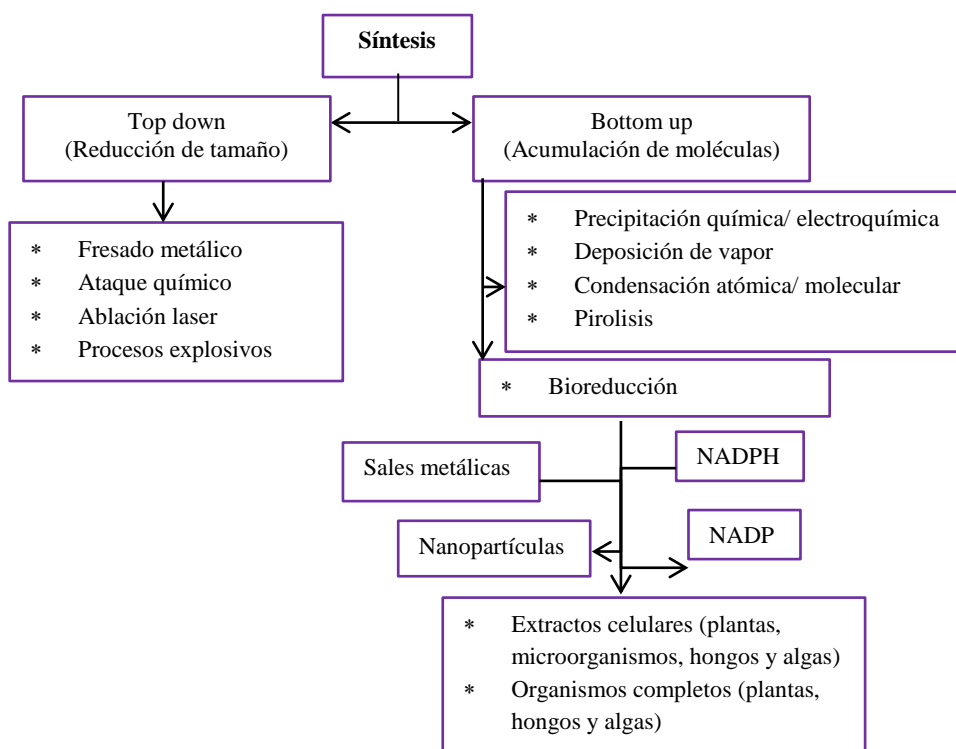 Síntesis
Top down
(Reducción de tamaño)
Bottom up
(Acumulación de moléculas)
* Fresado metálico
* Ataque químico
* Ablación laser
* Procesos explosivos
* Precipitación química/ electroquímica
* Deposición de vapor
* Condensación atómica/ molecular
* Pirolisis
* Bioreducción
Sales metálicas
NADPH
Nanopartículas
NADP
* Extractos celulares (plantas,
microorganismos, hongos y algas)
* Organismos completos (plantas,
hongos y algas)